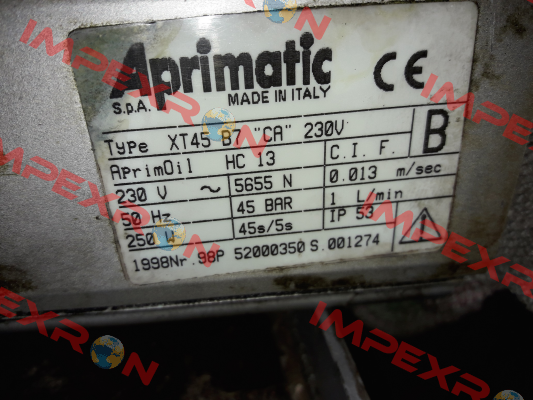 Aprimatic
S.p.A.
MADE IN ITALY
CE
Type XT45 B7 "CA" 230V
B
AprimOil HC 13
C. I. F.
230 V ~ 5655 N 0.013 m/sec
50 Hz 45 BAR 1 L/min
250 W 45s/5s IP 53
1998Nr. 98P 52000350 S.001274
IMPEXRON
IMPEXRON
IMPEXRON
IMPEXRON